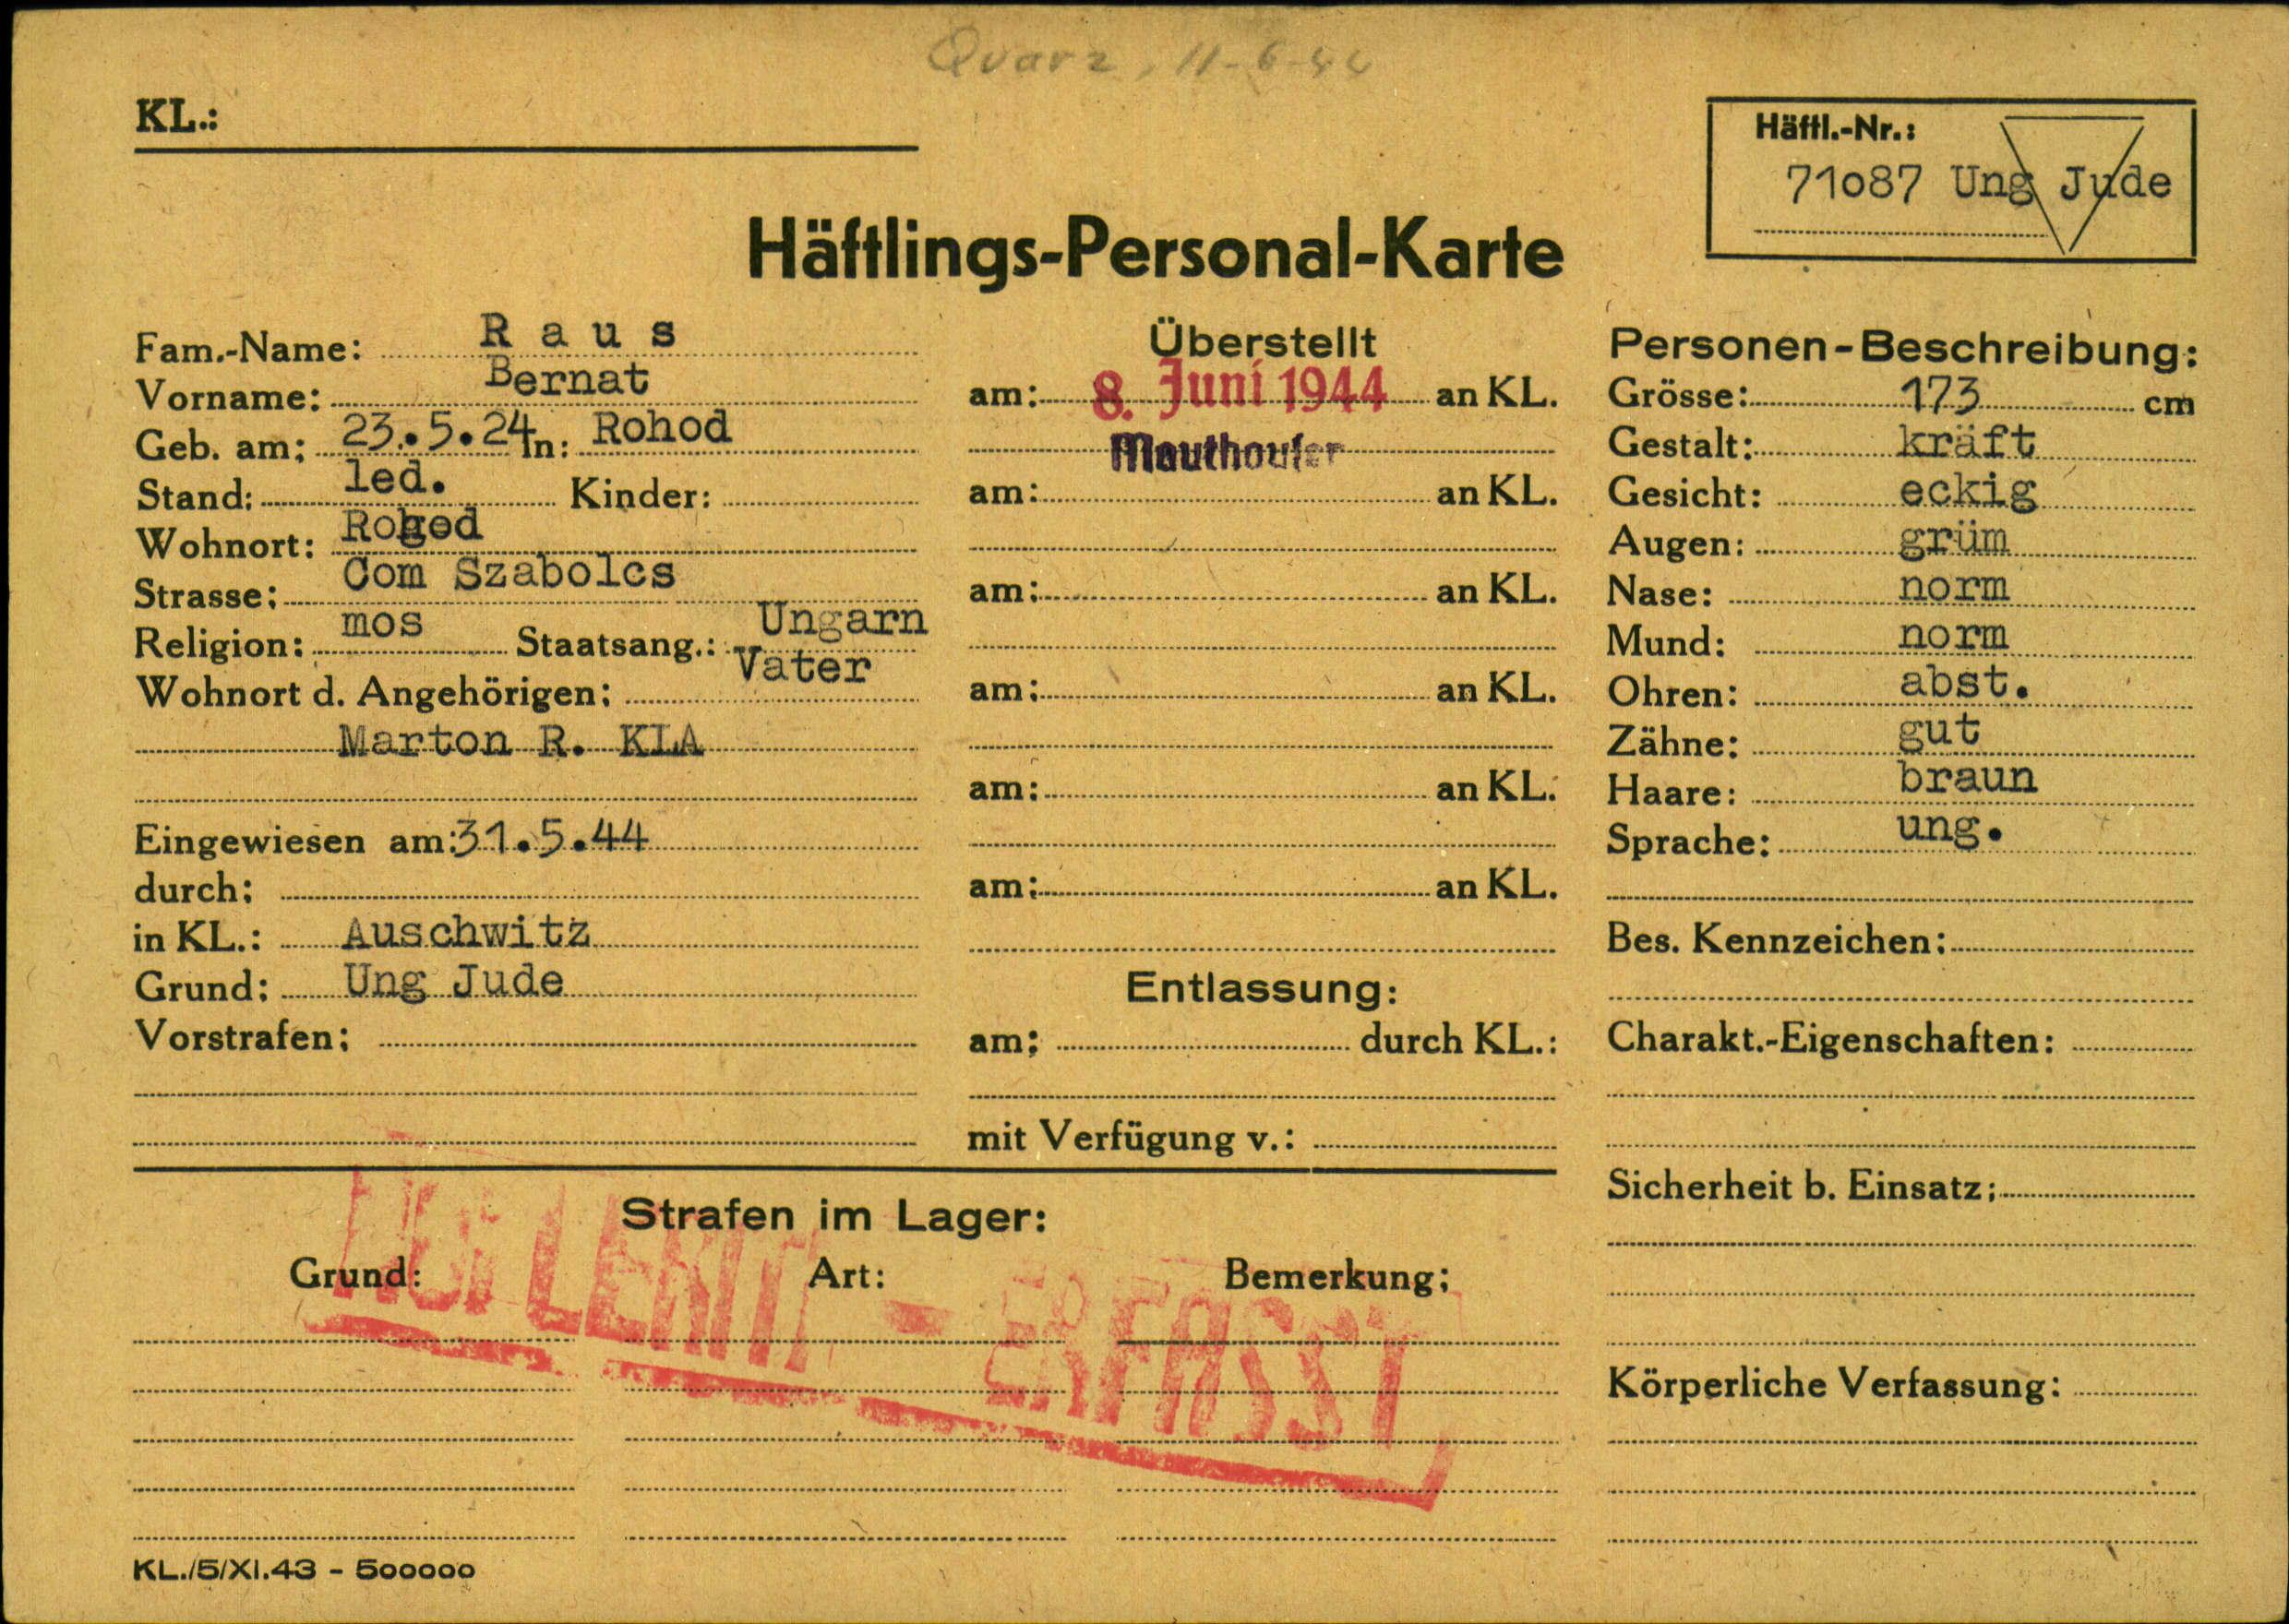 Quarz, 11-6-44
KL.:
Häftl.-Nr.:
71087 Ung Jude
Häftlings-Personal-Karte
Fam.-Name: Raus
Vorname: Bernat
Geb. am: 23.5.24 in: Rohod
Stand: led. Kinder:
Wohnort: Rohod
Strasse: Com Szabolcs
Religion: mos Staatsang.: Ungarn
Wohnort d. Angehörigen: Vater
Marton R. KLA
Eingewiesen am: 31.5.44
durch:
in KL.: Auschwitz
Grund: Ung Jude
Vorstrafen:
Überstellt
am: 8. Juni 1944 an KL.
Mauthausen
am: an KL.
am: an KL.
am: an KL.
am: an KL.
am: an KL.
Entlassung:
am: durch KL.:
mit Verfügung v.:
Personen-Beschreibung:
Grösse: 173 cm
Gestalt: kräft
Gesicht: eckig
Augen: grüm
Nase: norm
Mund: norm
Ohren: abst.
Zähne: gut
Haare: braun
Sprache: ung.
Bes. Kennzeichen:
Charakt.-Eigenschaften:
Sicherheit b. Einsatz:
Körperliche Verfassung:
Strafen im Lager:
Grund: Art: Bemerkung:
HOLLERITH - ERFASST
KL./5/XI.43 - 500000